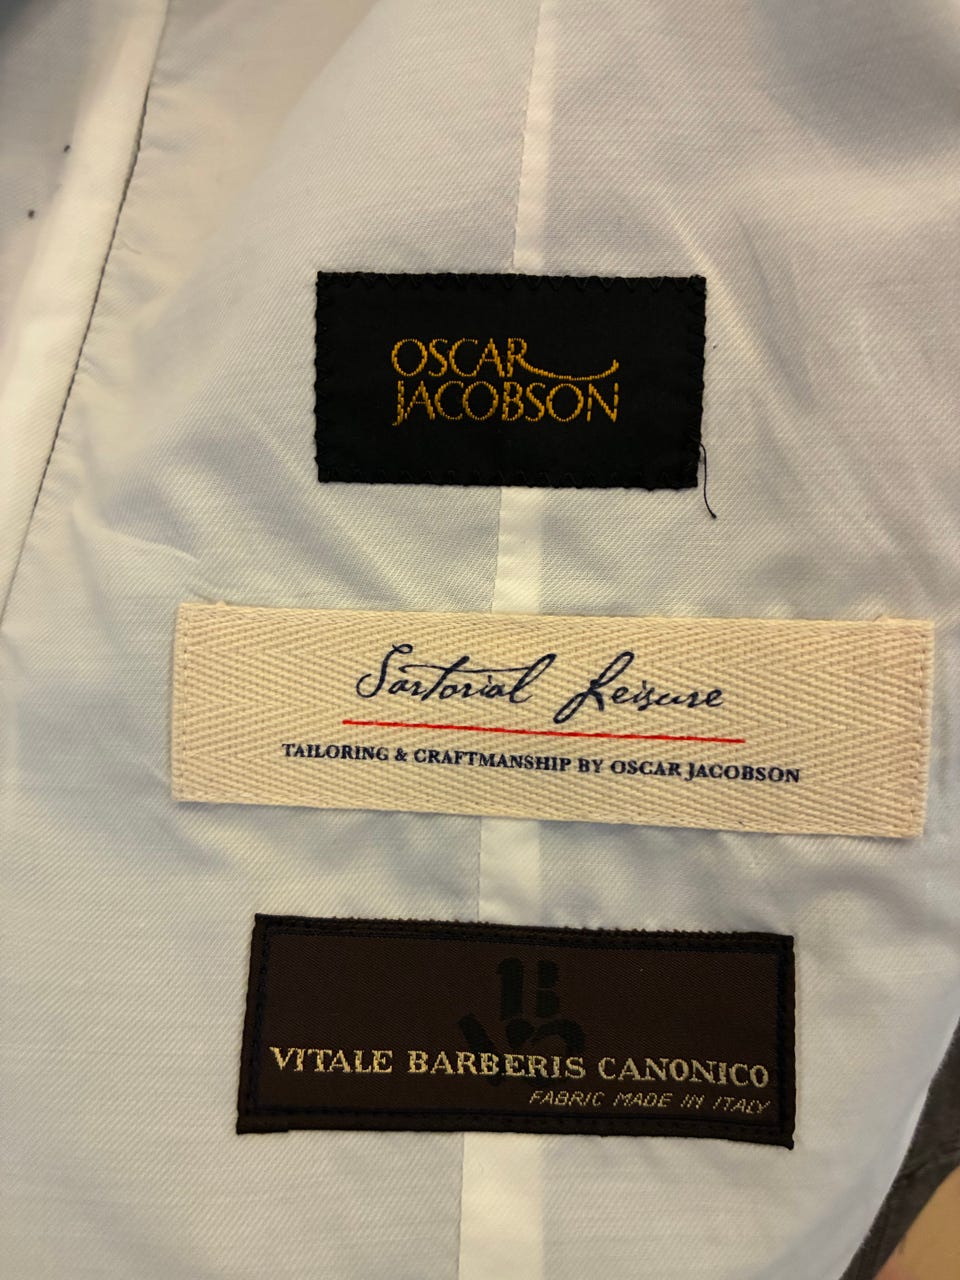 OSCAR
JACOBSON
Sartorial Leisure
TAILORING & CRAFTMANSHIP BY OSCAR JACOBSON
VITALE BARBERIS CANONICO
FABRIC MADE IN ITALY